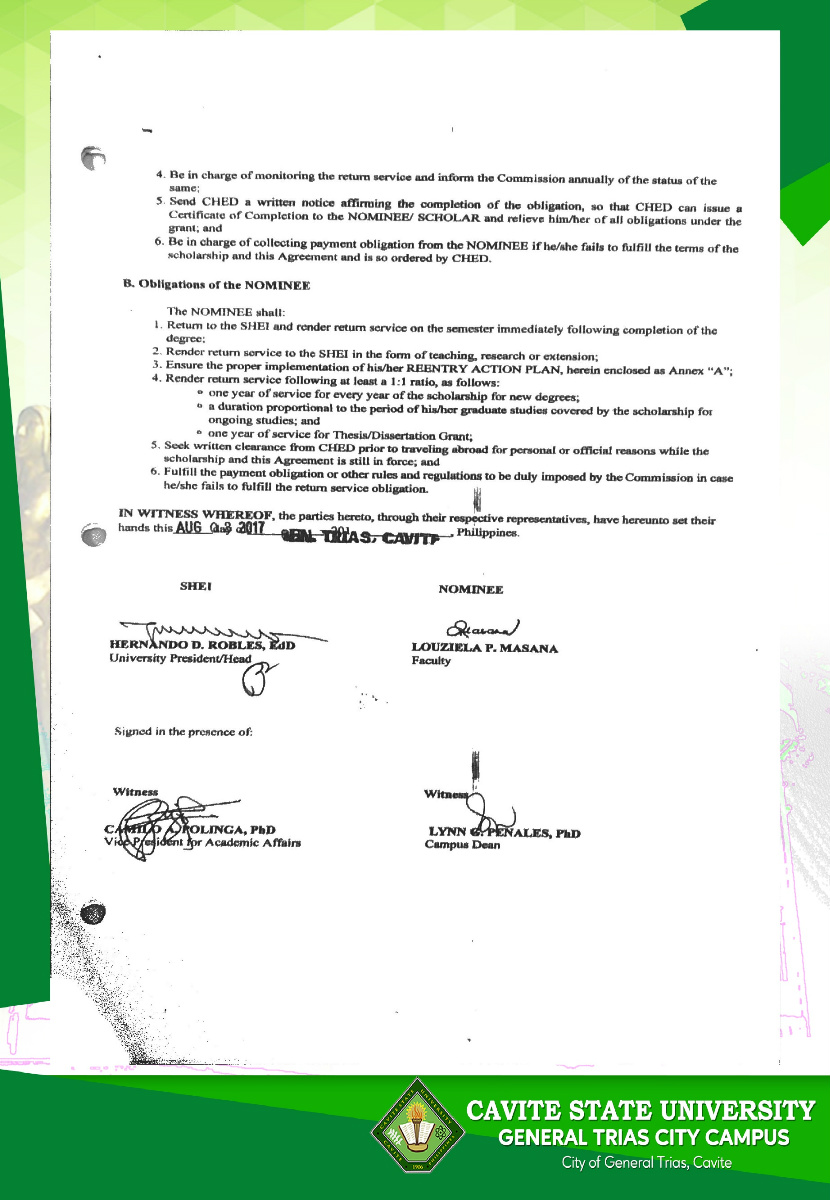 4. Be in charge of monitoring the return service and inform the Commission annually of the status of the
same;
5. Send CHED a written notice affirming the completion of the obligation, so that CHED can issue a
Certificate of Completion to the NOMINEE/ SCHOLAR and relieve him/her of all obligations under the
grant; and
6. Be in charge of collecting payment obligation from the NOMINEE if he/she fails to fulfill the terms of the
scholarship and this Agreement and is so ordered by CHED.
B. Obligations of the NOMINEE
The NOMINEE shall:
1. Return to the SHEI and render return service on the semester immediately following completion of the
degree;
2. Render return service to the SHEI in the form of teaching, research or extension;
3. Ensure the proper implementation of his/her REENTRY ACTION PLAN, herein enclosed as Annex "A";
4. Render return service following at least a 1:1 ratio, as follows:
° one year of service for every year of the scholarship for new degrees;
° a duration proportional to the period of his/her graduate studies covered by the scholarship for
ongoing studies; and
° one year of service for Thesis/Dissertation Grant;
5. Seek written clearance from CHED prior to traveling abroad for personal or official reasons while the
scholarship and this Agreement is still in force; and
6. Fulfill the payment obligation or other rules and regulations to be duly imposed by the Commission in case
he/she fails to fulfill the return service obligation.
IN WITNESS WHEREOF, the parties hereto, through their respective representatives, have hereunto set their
hands this AUG 2017 GEN. TRIAS, CAVITE, Philippines.
SHEI
NOMINEE
HERNANDO D. ROBLES, EdD
University President/Head
LOUZIELA P. MASANA
Faculty
Signed in the presence of:
Witness
Witness
CAMILO A. POLINGA, PhD
Vice President for Academic Affairs
LYNN G. PENALES, PhD
Campus Dean
CAVITE STATE UNIVERSITY
GENERAL TRIAS CITY CAMPUS
City of General Trias, Cavite
1906